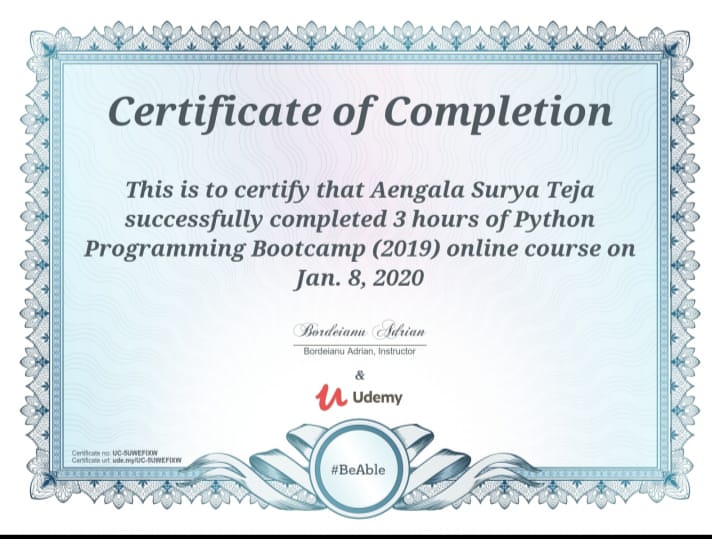 Certificate of Completion
This is to certify that Aengala Surya Teja
successfully completed 3 hours of Python
Programming Bootcamp (2019) online course on
Jan. 8, 2020
Bordeianu Adrian
Bordeianu Adrian, Instructor
&
Udemy
Certificate no: UC-5UWEFIXW
Certificate url: ude.my/UC-5UWEFIXW
#BeAble